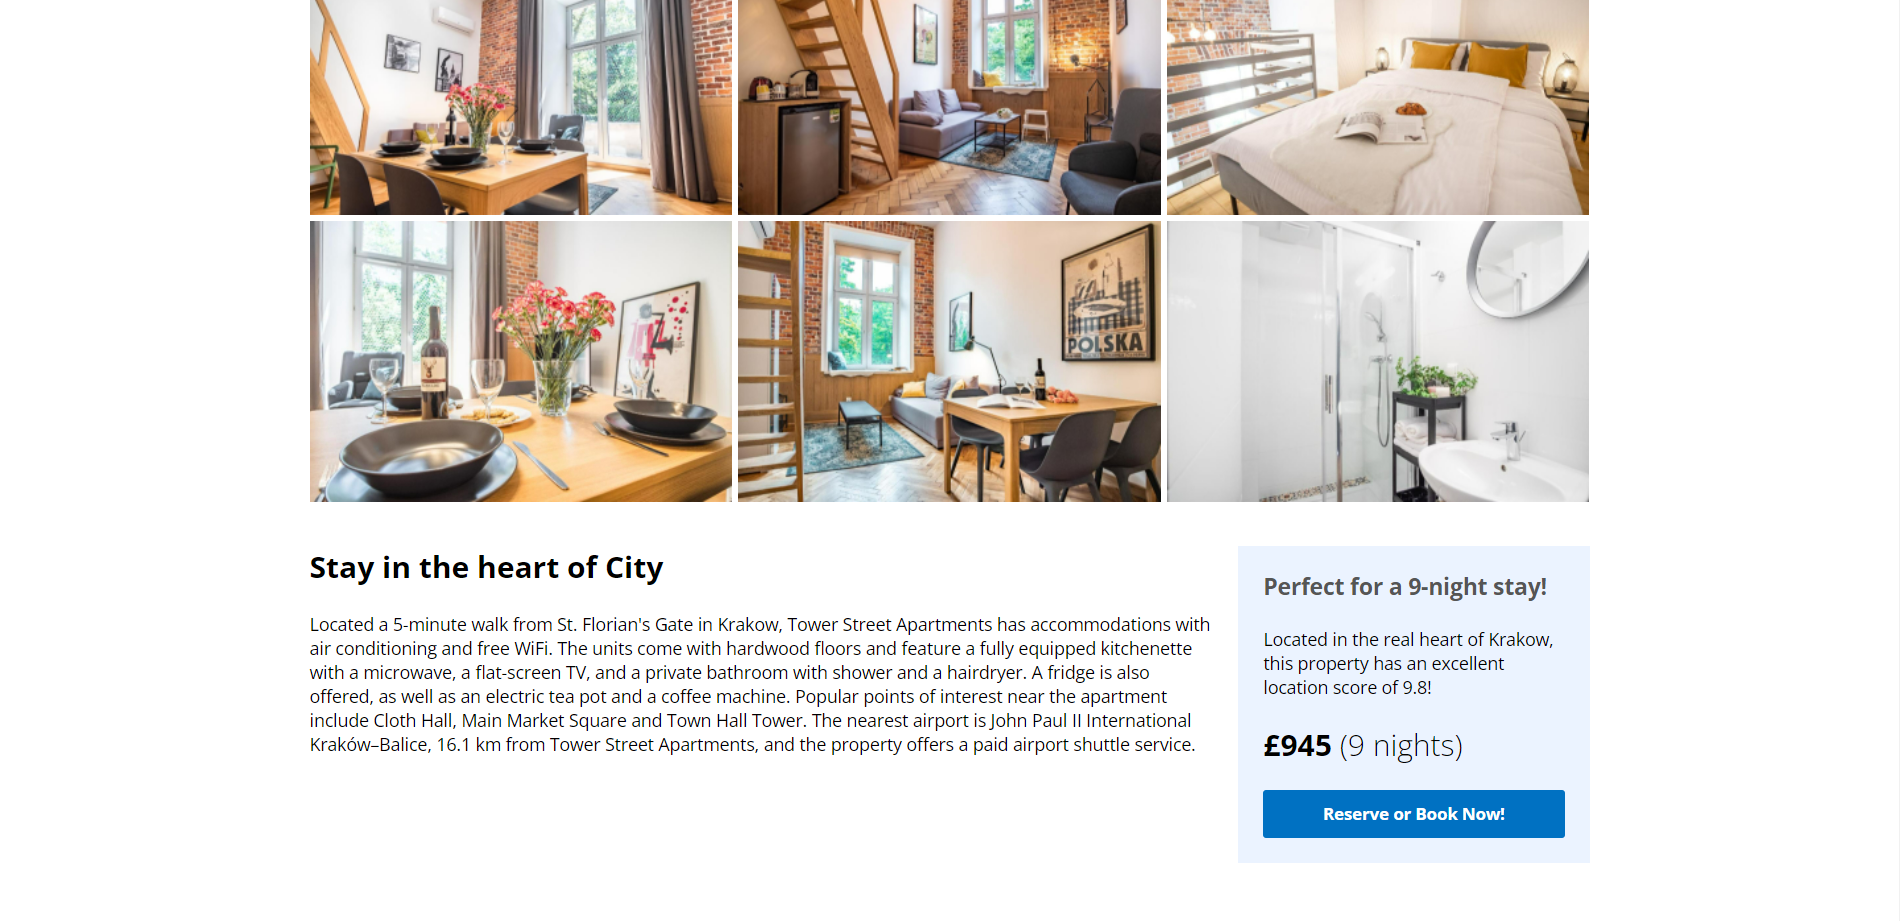 POLSKA
Stay in the heart of City
Located a 5-minute walk from St. Florian's Gate in Krakow, Tower Street Apartments has accommodations with
air conditioning and free WiFi. The units come with hardwood floors and feature a fully equipped kitchenette
with a microwave, a flat-screen TV, and a private bathroom with shower and a hairdryer. A fridge is also
offered, as well as an electric tea pot and a coffee machine. Popular points of interest near the apartment
include Cloth Hall, Main Market Square and Town Hall Tower. The nearest airport is John Paul II International
Kraków–Balice, 16.1 km from Tower Street Apartments, and the property offers a paid airport shuttle service.
Perfect for a 9-night stay!
Located in the real heart of Krakow,
this property has an excellent
location score of 9.8!
£945 (9 nights)
Reserve or Book Now!